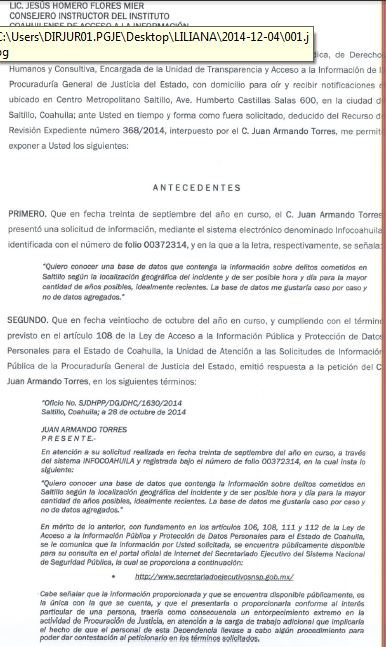 LIC. JESÚS HOMERO FLORES MIER
CONSEJERO INSTRUCTOR DEL INSTITUTO
C:\Users\DIRJUR01.PGJE\Desktop\LILIANA\2014-12-04\001.j
pg
dica, de Derecho
Humanos y Consultiva, Encargada de la Unidad de Transparencia y Acceso a la Información de l
Procuraduría General de Justicia del Estado, con domicilio para oír y recibir notificaciones e
ubicado en Centro Metropolitano Saltillo, Ave. Humberto Castillas Salas 600, en la ciudad d
Saltillo, Coahuila; ante Usted en tiempo y forma como fuera solicitado, deducido del Recurso d
Revisión Expediente número 368/2014, interpuesto por el C. Juan Armando Torres, me permit
exponer a Usted los siguientes:
ANTECEDENTES
PRIMERO. Que en fecha treinta de septiembre del año en curso, el C. Juan Armando Torres
presentó una solicitud de información, mediante el sistema electrónico denominado Infocoahuila
identificada con el número de folio 00372314, y en la que a la letra, respectivamente, se señala:
"Quiero conocer una base de datos que contenga la información sobre delitos cometidos en
Saltillo según la localización geográfica del incidente y de ser posible hora y día para la mayor
cantidad de años posibles, idealmente recientes. La base de datos me gustaría caso por caso y
no de datos agregados."
SEGUNDO. Que en fecha veintiocho de octubre del año en curso, y cumpliendo con el término
previsto en el artículo 108 de la Ley de Acceso a la Información Pública y Protección de Datos
Personales para el Estado de Coahuila, la Unidad de Atención a las Solicitudes de Información
Pública de la Procuraduría General de Justicia del Estado, emitió respuesta a la petición del C
Juan Armando Torres, en los siguientes términos:
"Oficio No. SJDHPP/DGJDHC/1630/2014
Saltillo, Coahuila; a 28 de octubre de 2014
JUAN ARMANDO TORRES
P R E S E N T E.-
En atención a su solicitud realizada en fecha treinta de septiembre del año en curso, a través
del sistema INFOCOAHUILA y registrada bajo el número de folio 00372314, en la cual insta lo
siguiente:
"Quiero conocer una base de datos que contenga la información sobre delitos cometidos en
Saltillo según la localización geográfica del incidente y de ser posible hora y día para la mayor
cantidad de años posibles, idealmente recientes. La base de datos me gustaría caso por caso y
no de datos agregados."
En mérito de lo anterior, con fundamento en los artículos 106, 108, 111 y 112 de la Ley de
Acceso a la Información Pública y Protección de Datos Personales para el Estado de Coahuila,
se le comunica que la información por Usted solicitada, se encuentra públicamente disponible
para su consulta en el portal oficial de Internet del Secretariado Ejecutivo del Sistema Nacional
de Seguridad Pública, la cual se proporciona a continuación:
• http://www.secretariadoejecutivosnsp.gob.mx/
Cabe señalar que la información proporcionada y que se encuentra disponible públicamente, es
la única con la que se cuenta, y que el presentarla o proporcionarla conforme al interés
particular de una persona, traería como consecuencia un entorpecimiento extremo en la
actividad de Procuración de Justicia, en atención a la carga de trabajo adicional que implicaría
el hecho de que el personal de esta Dependencia llevase a cabo algún procedimiento para
poder dar contestación al peticionario en los términos solicitados.